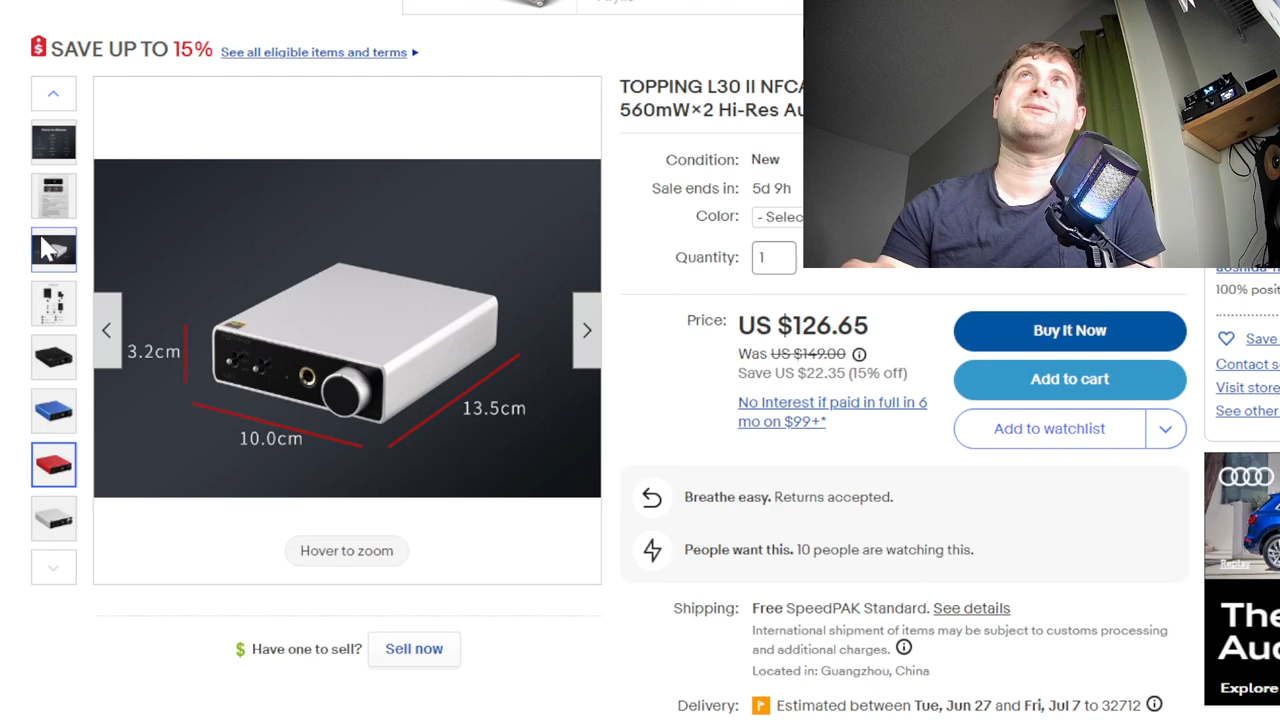 SAVE UP TO 15% See all eligible items and terms ▸
TOPPING L30 II NFCA
560mW×2 Hi-Res Au
Condition: New
Sale ends in: 5d 9h
Color: - Selec
Quantity: 1
3.2cm
10.0cm
13.5cm
Hover to zoom
Have one to sell? Sell now
Price: US $126.65
Was US $149.00
Save US $22.35 (15% off)
No Interest if paid in full in 6
mo on $99+*
Buy It Now
Add to cart
Add to watchlist
Breathe easy. Returns accepted.
People want this. 10 people are watching this.
Shipping: Free SpeedPAK Standard. See details
International shipment of items may be subject to customs processing
and additional charges.
Located in: Guangzhou, China
Delivery: Estimated between Tue, Jun 27 and Fri, Jul 7 to 32712
100% posit
Save
Contact s
Visit store
See other
Replay
The
Au
Explore